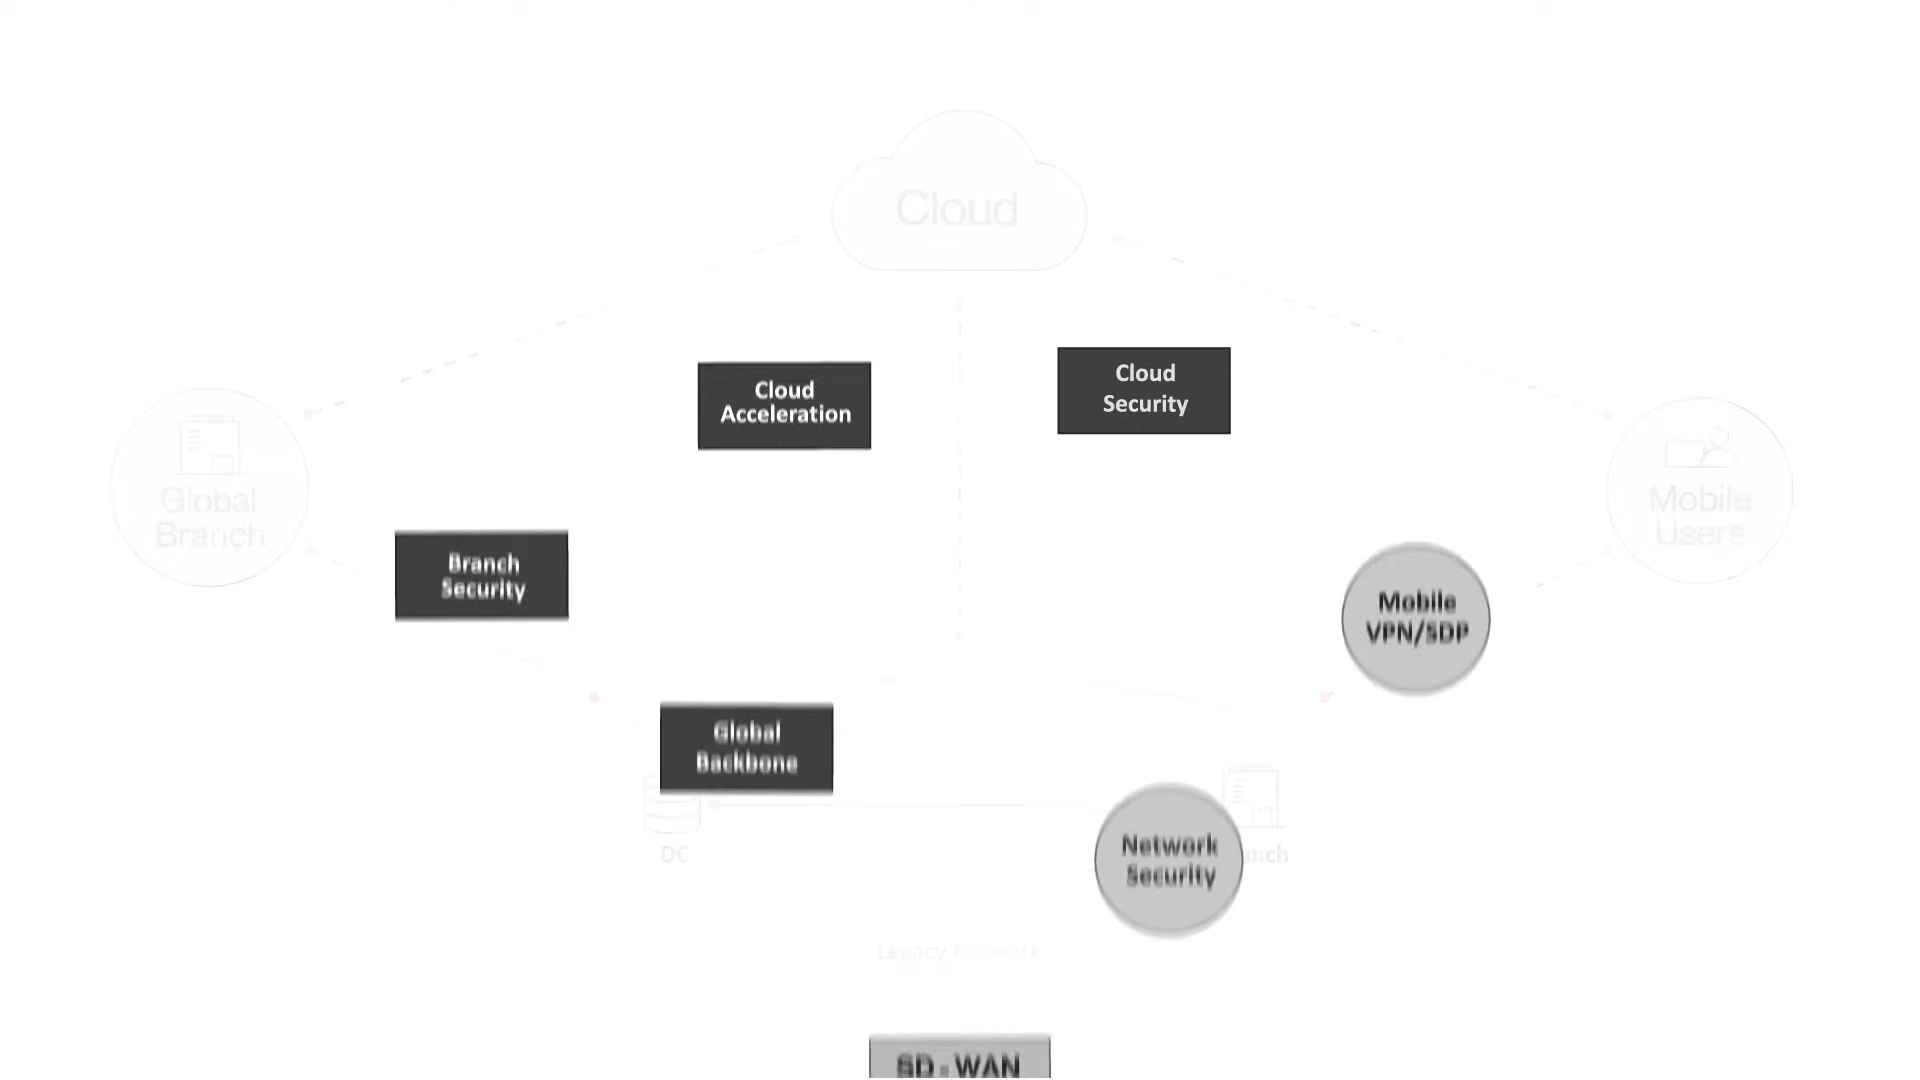 Cloud
Cloud
Acceleration
Cloud
Security
Global
Branch
Mobile
Users
Branch
Security
Mobile
VPN/SDP
Global
Backbone
DC
Network
Security
Legacy
SD-WAN